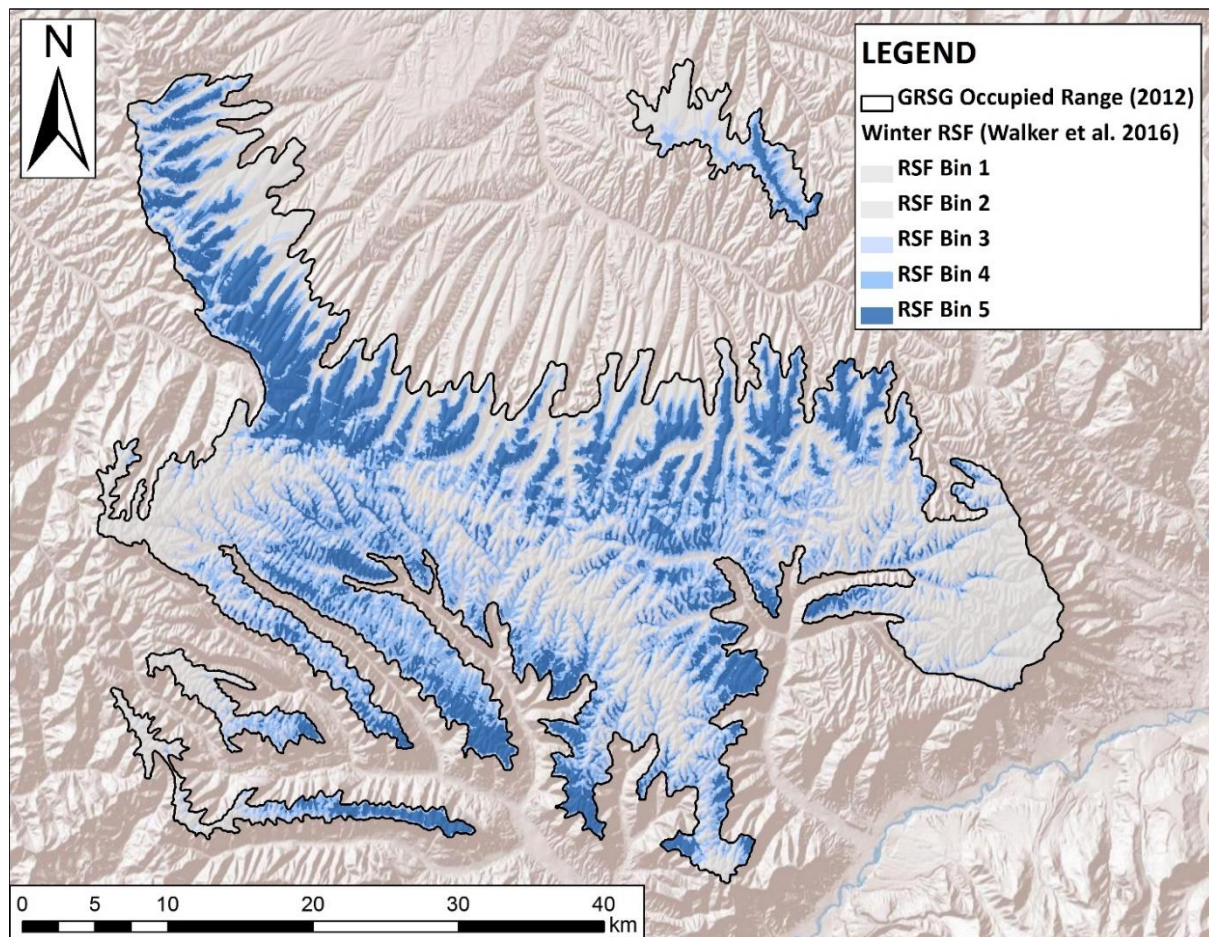 N
LEGEND
GRSG Occupied Range (2012)
Winter RSF (Walker et al. 2016)
RSF Bin 1
RSF Bin 2
RSF Bin 3
RSF Bin 4
RSF Bin 5
0 5 10 20 30 40
km